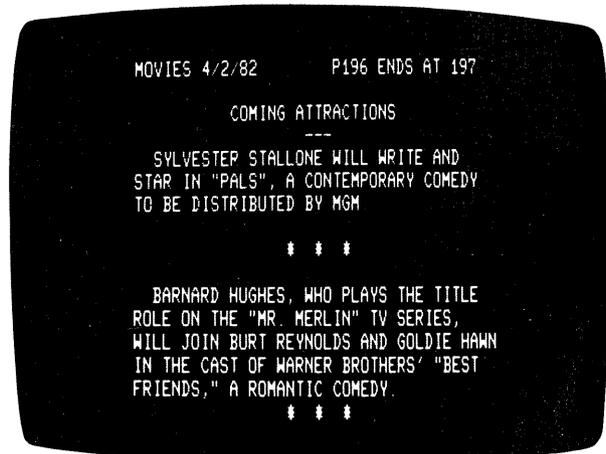 MOVIES 4/2/82 P196 ENDS AT 197
COMING ATTRACTIONS
---
SYLVESTER STALLONE WILL WRITE AND
STAR IN "PALS", A CONTEMPORARY COMEDY
TO BE DISTRIBUTED BY MGM
* * *
BARNARD HUGHES, WHO PLAYS THE TITLE
ROLE ON THE "MR. MERLIN" TV SERIES,
WILL JOIN BURT REYNOLDS AND GOLDIE HAWN
IN THE CAST OF WARNER BROTHERS' "BEST
FRIENDS," A ROMANTIC COMEDY.
* * *